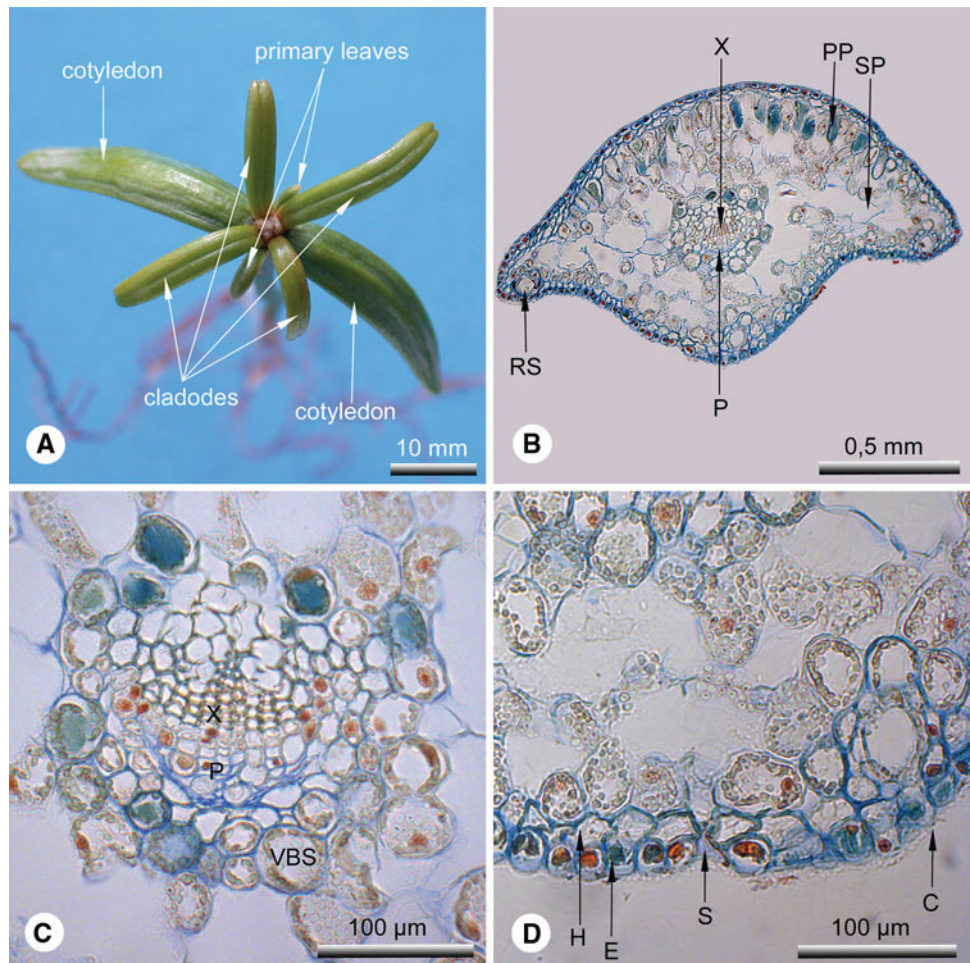 primary leaves
cotyledon
cladodes
cotyledon
A
10 mm
X
PP
SP
RS
P
B
0,5 mm
X
P
VBS
C
100 µm
H
E
S
C
D
100 µm